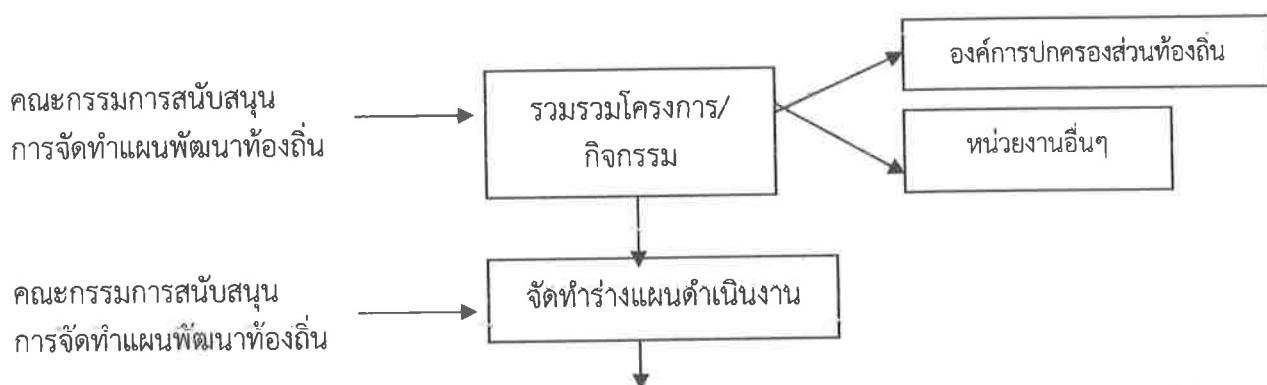 องค์การปกครองส่วนท้องถิ่น
คณะกรรมการสนับสนุน
การจัดทำแผนพัฒนาท้องถิ่น
รวมรวมโครงการ/
กิจกรรม
หน่วยงานอื่นๆ
คณะกรรมการสนับสนุน
การจัดทำแผนพัฒนาท้องถิ่น
จัดทำร่างแผนดำเนินงาน